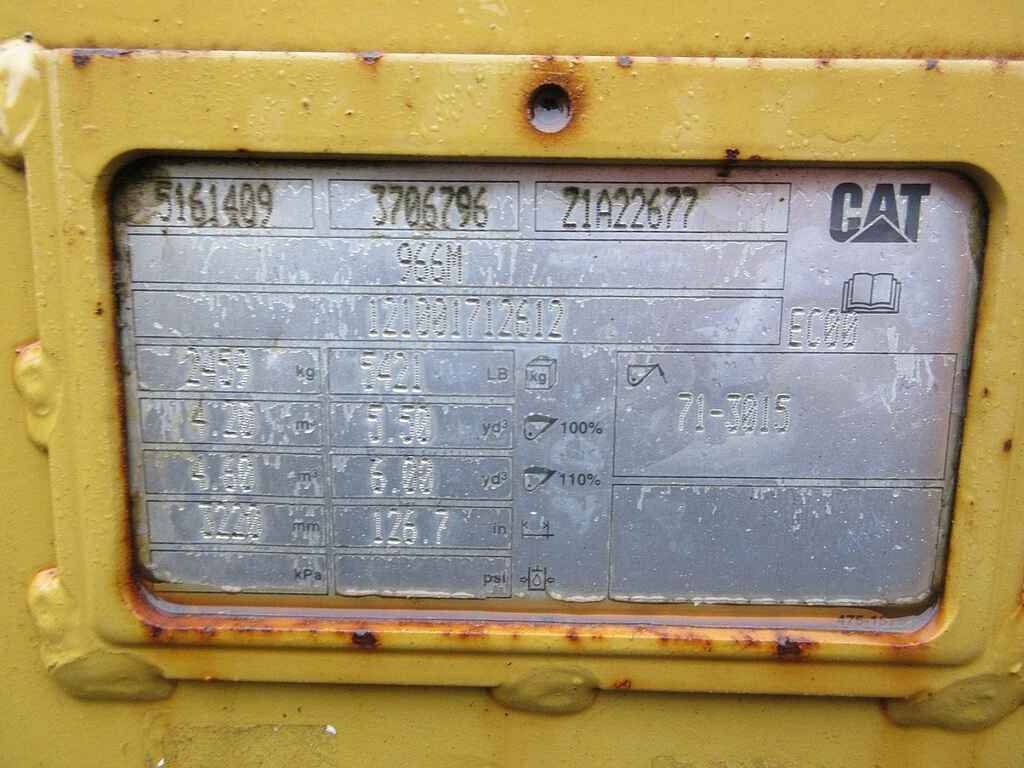 5161409 3706796 Z1A22677 CAT
966M
121001712612 EC00
2459 kg 5421 LB 1kg
4.20 m³ 5.50 yd³ 100% 71-3015
4.60 m³ 6.00 yd³ 110%
3220 mm 126.7 in
kPa psi